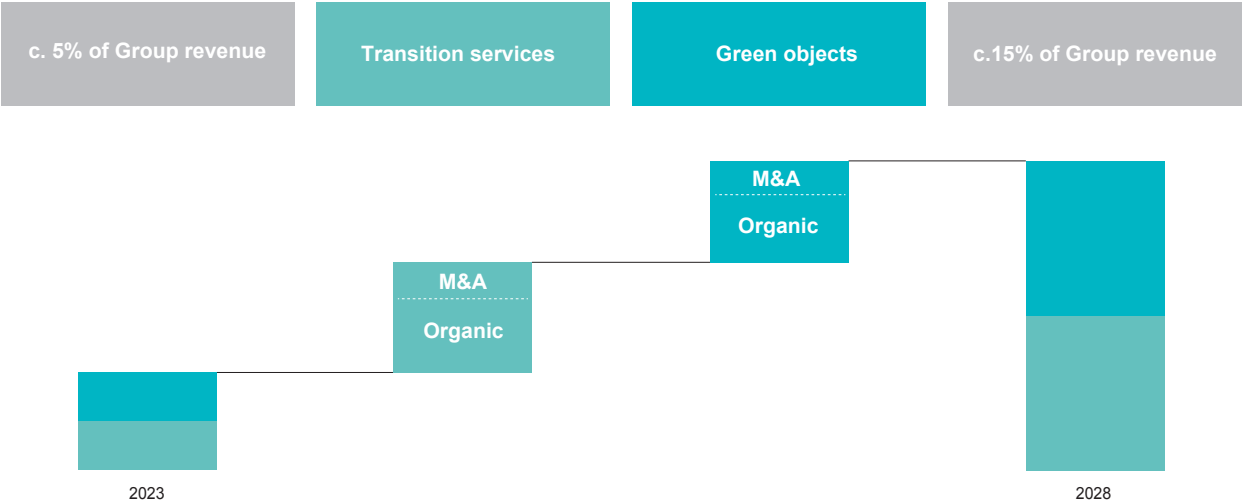 c. 5% of Group revenue
Transition services
Green objects
c.15% of Group revenue
M&A
Organic
M&A
Organic
2023
2028